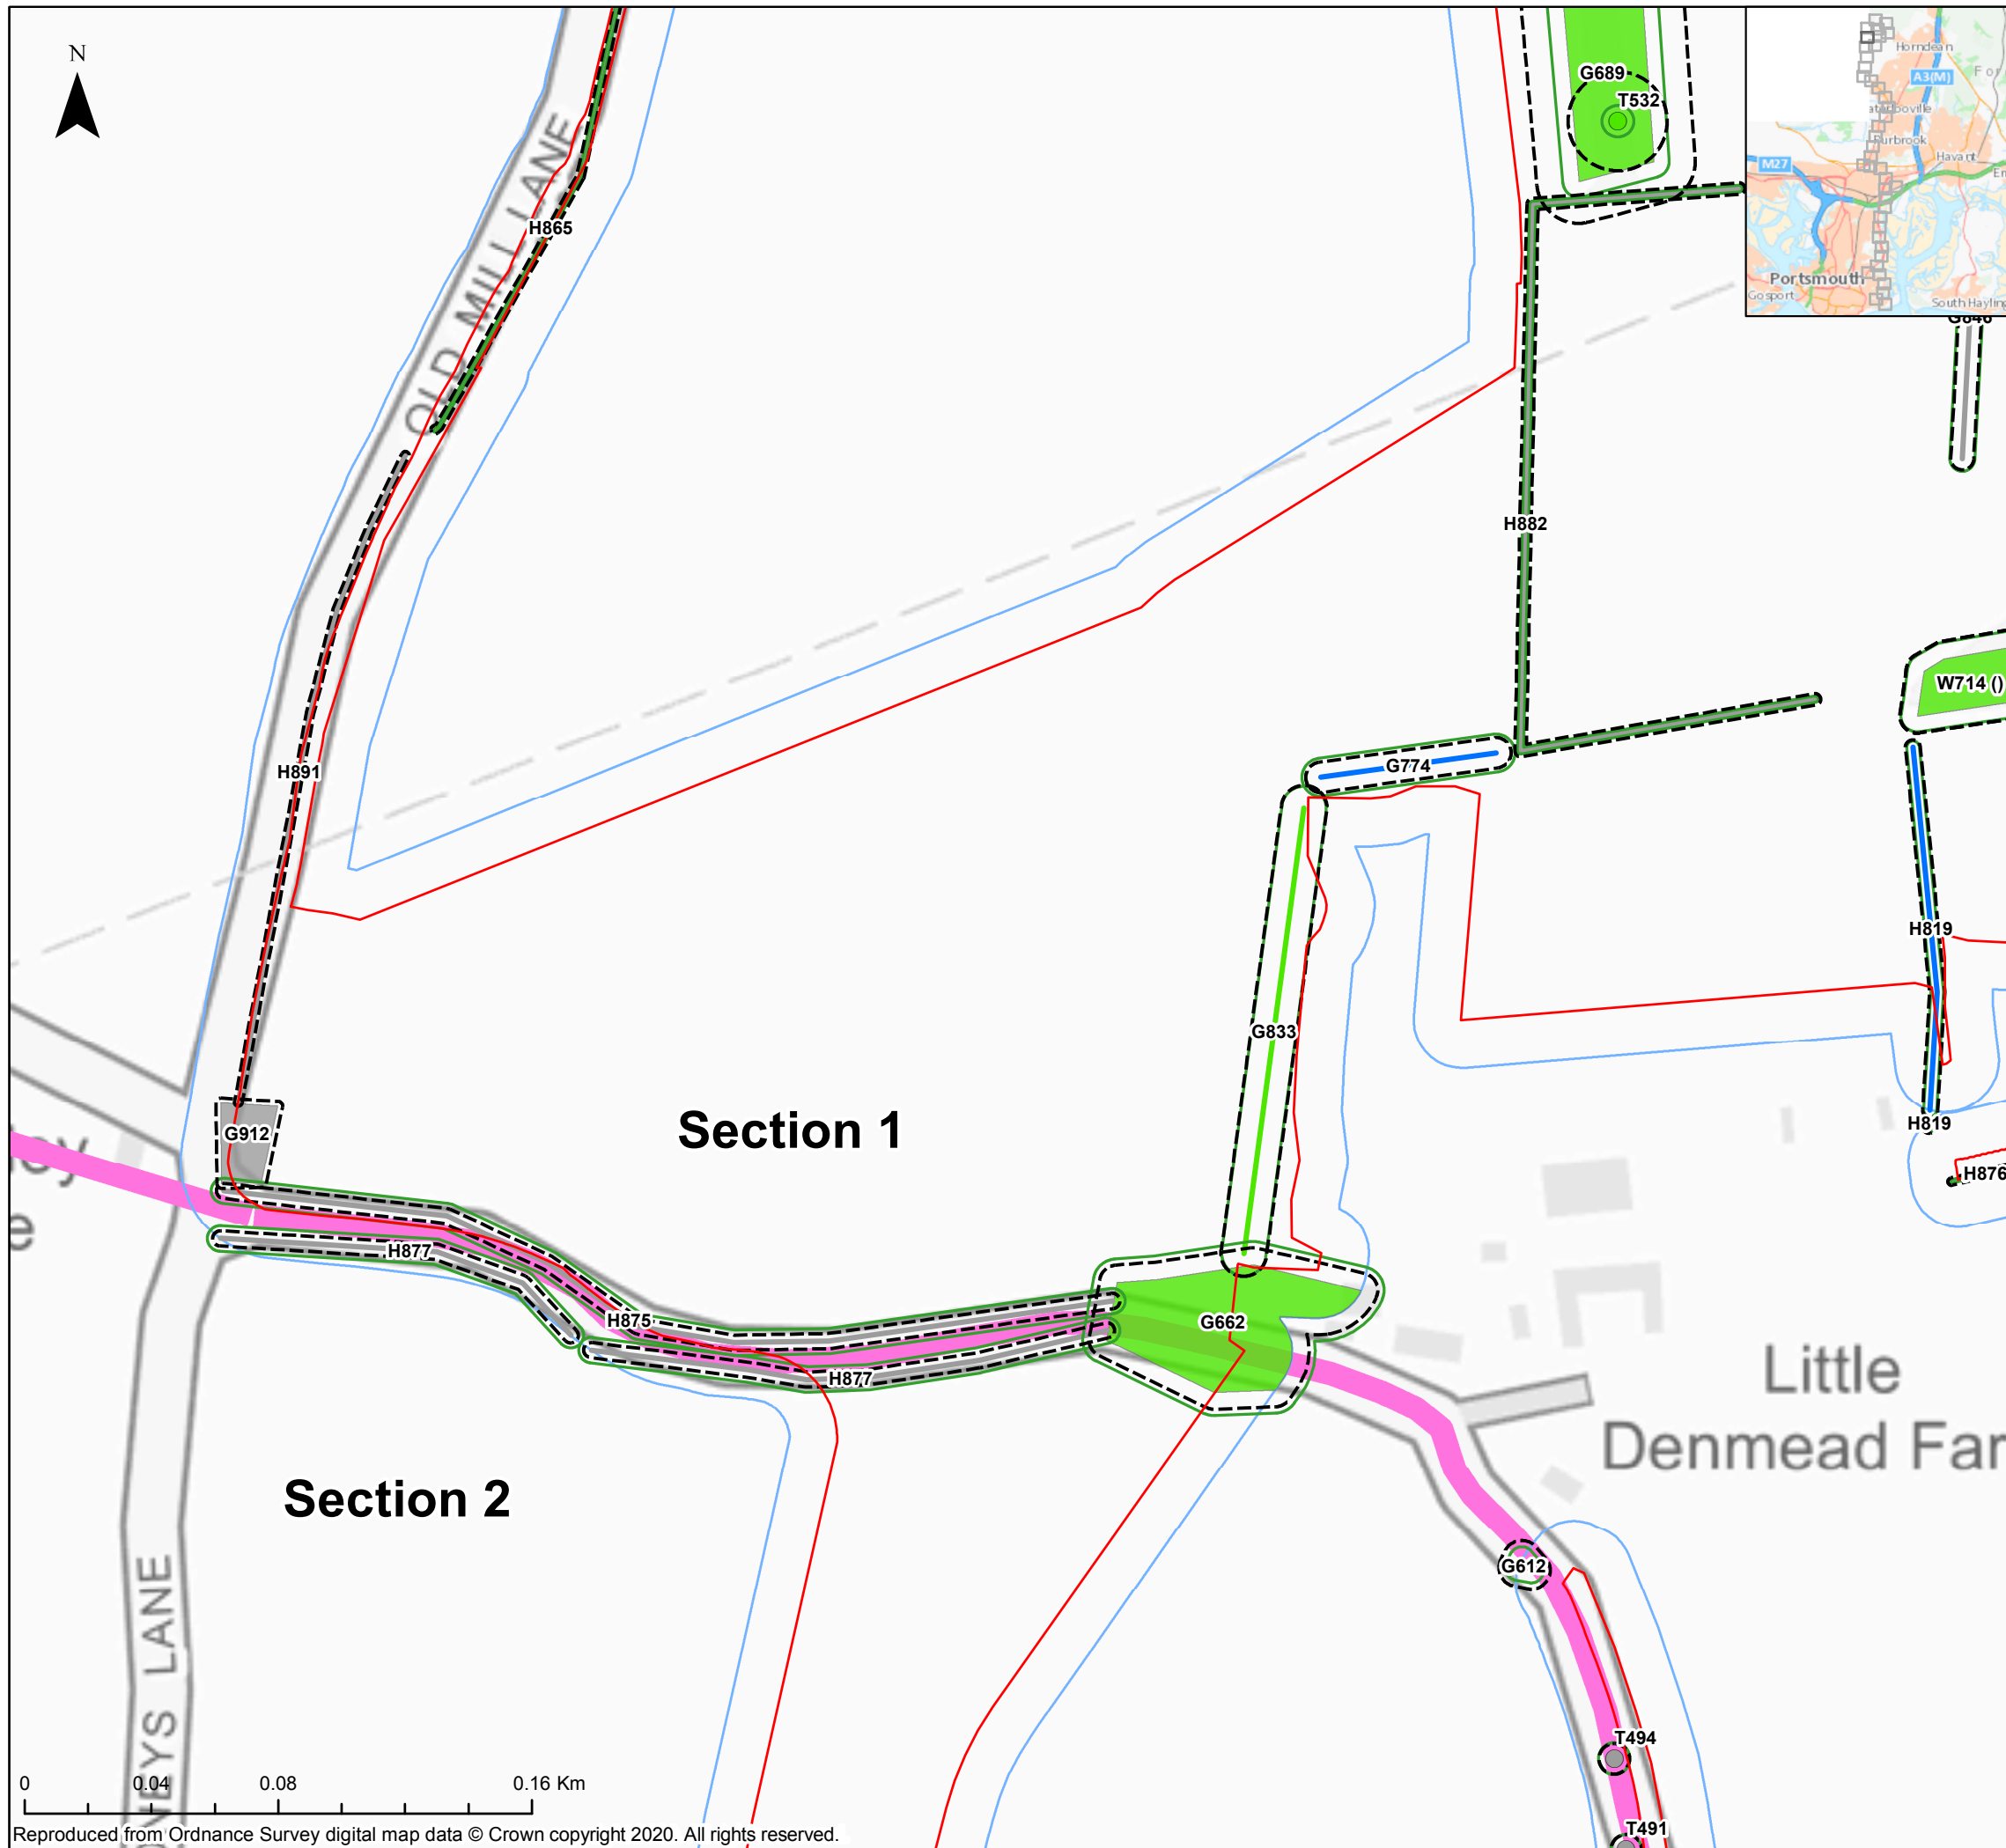 N
Horndean
A3(M)
Purbrook
Havant
M27
Portsmouth
Gosport
South Hayling
G689
T532
OLD MILL LANE
H865
G846
H882
W714 ()
G774
H891
H819
G833
G912
Section 1
H819
H876
H877
H875
G662
H877
Little
Denmead Far
Section 2
G612
NEYS LANE
T494
T491
0 0.04 0.08 0.16 Km
Reproduced from Ordnance Survey digital map data © Crown copyright 2020. All rights reserved.